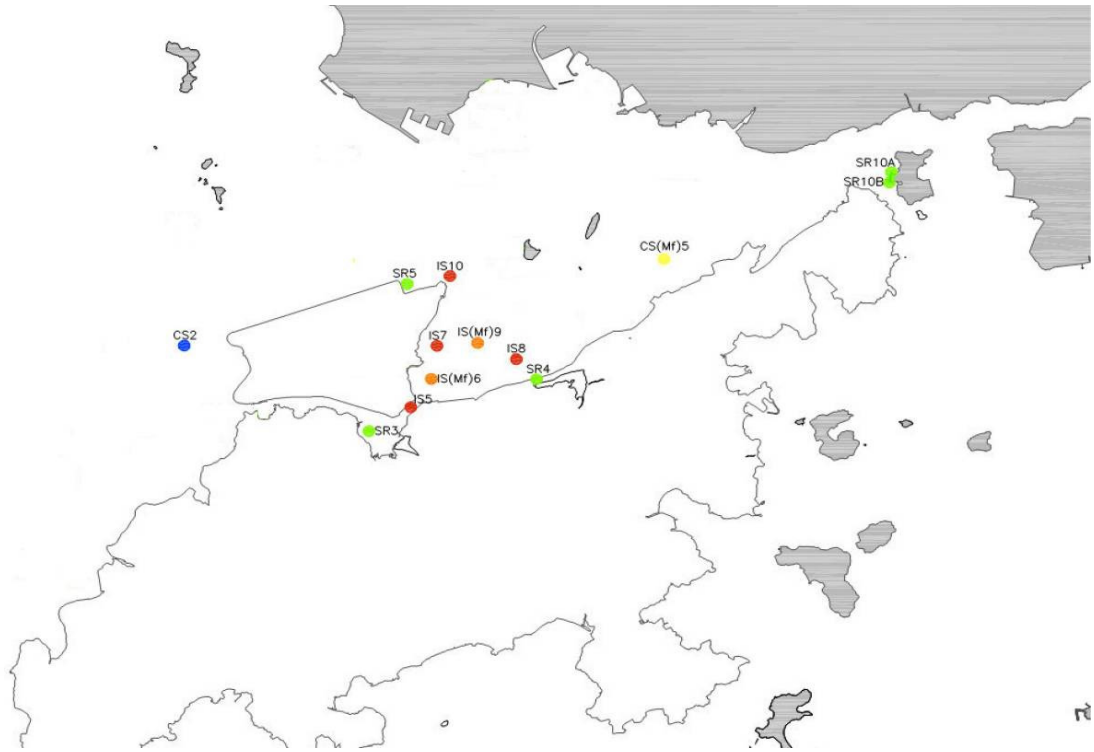 SR10A
SR10B
CS(Mf)5
IS10
SR5
CS2
IS7
IS(Mf)9
IS8
SR4
IS(Mf)6
IS5
SR3